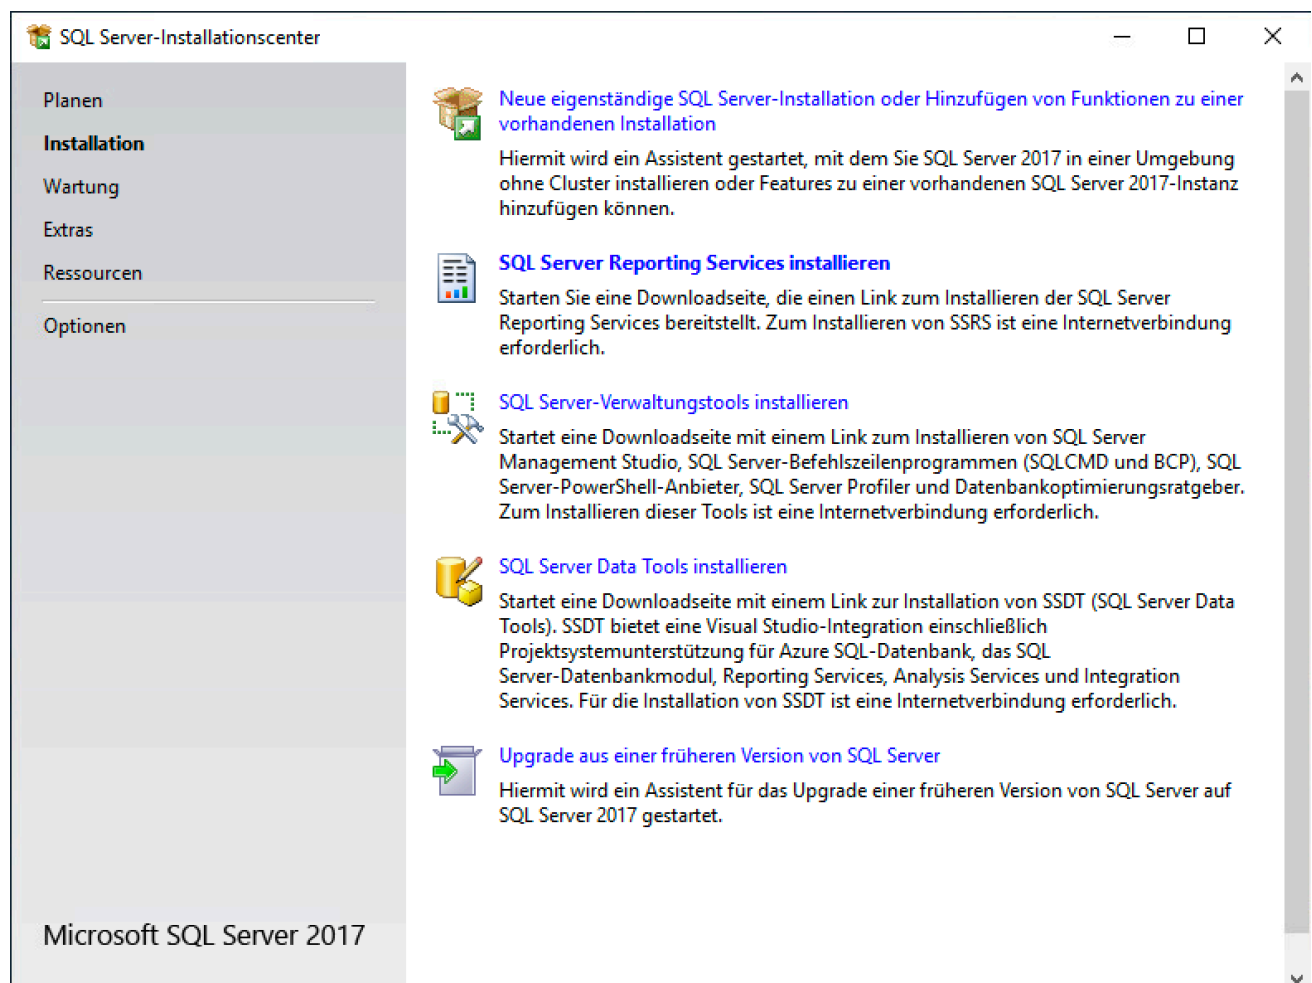 SQL Server-Installationscenter
Planen
Installation
Wartung
Extras
Ressourcen
Optionen
Microsoft SQL Server 2017
Neue eigenständige SQL Server-Installation oder Hinzufügen von Funktionen zu einer
vorhandenen Installation
Hiermit wird ein Assistent gestartet, mit dem Sie SQL Server 2017 in einer Umgebung
ohne Cluster installieren oder Features zu einer vorhandenen SQL Server 2017-Instanz
hinzufügen können.
SQL Server Reporting Services installieren
Starten Sie eine Downloadseite, die einen Link zum Installieren der SQL Server
Reporting Services bereitstellt. Zum Installieren von SSRS ist eine Internetverbindung
erforderlich.
SQL Server-Verwaltungstools installieren
Startet eine Downloadseite mit einem Link zum Installieren von SQL Server
Management Studio, SQL Server-Befehlszeilenprogrammen (SQLCMD und BCP), SQL
Server-PowerShell-Anbieter, SQL Server Profiler und Datenbankoptimierungsratgeber.
Zum Installieren dieser Tools ist eine Internetverbindung erforderlich.
SQL Server Data Tools installieren
Startet eine Downloadseite mit einem Link zur Installation von SSDT (SQL Server Data
Tools). SSDT bietet eine Visual Studio-Integration einschließlich
Projektsystemunterstützung für Azure SQL-Datenbank, das SQL
Server-Datenbankmodul, Reporting Services, Analysis Services und Integration
Services. Für die Installation von SSDT ist eine Internetverbindung erforderlich.
Upgrade aus einer früheren Version von SQL Server
Hiermit wird ein Assistent für das Upgrade einer früheren Version von SQL Server auf
SQL Server 2017 gestartet.